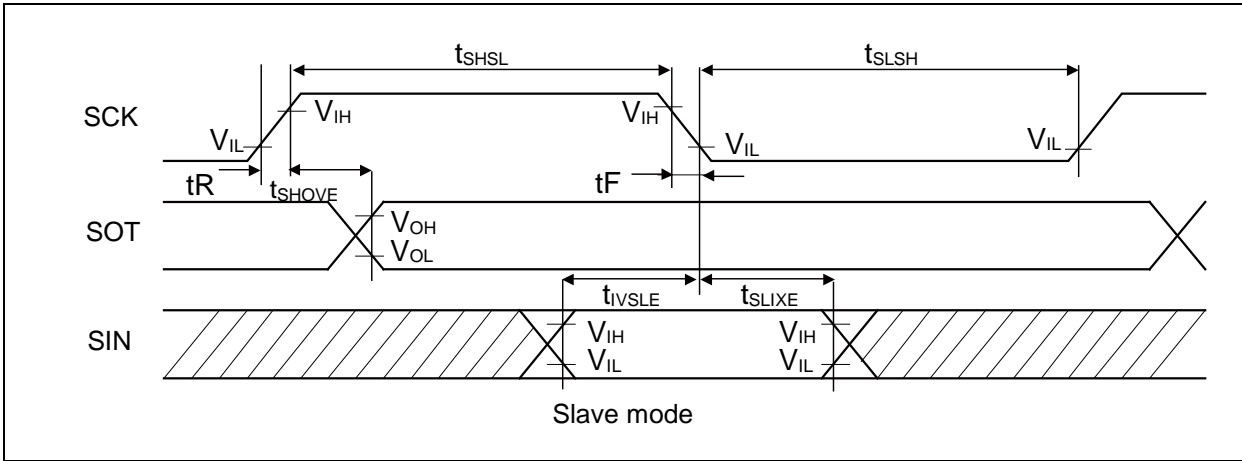 tSHSL tSLSH
SCK VIL VIH VIH VIL VIL
tR tSHOVE tF
SOT VOH
VOL
tIVSLE tSLIXE
SIN VIH VIH
VIL VIL
Slave mode